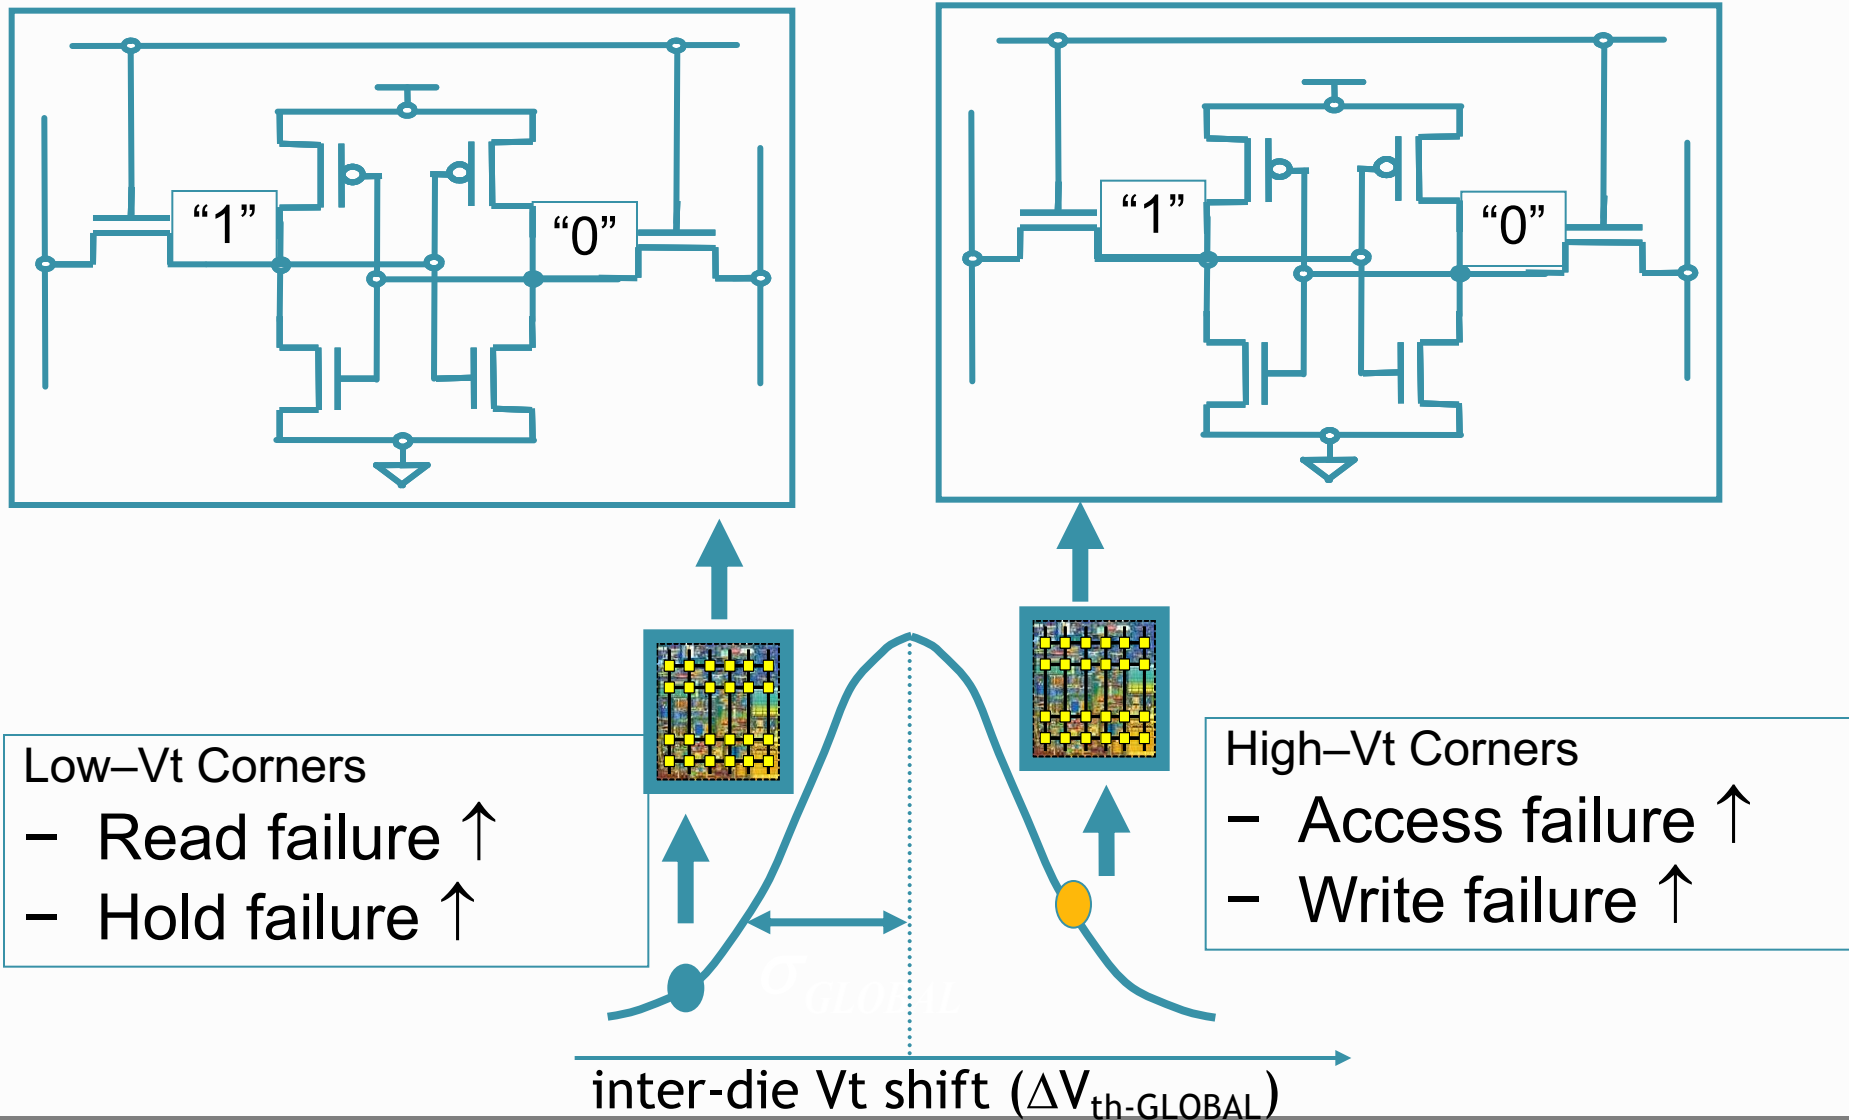 “1”
“0”
“1”
“0”
Low–Vt Corners
– Read failure ↑
– Hold failure ↑
High–Vt Corners
– Access failure ↑
– Write failure ↑
σGLOBAL
inter-die Vt shift (ΔVth-GLOBAL)